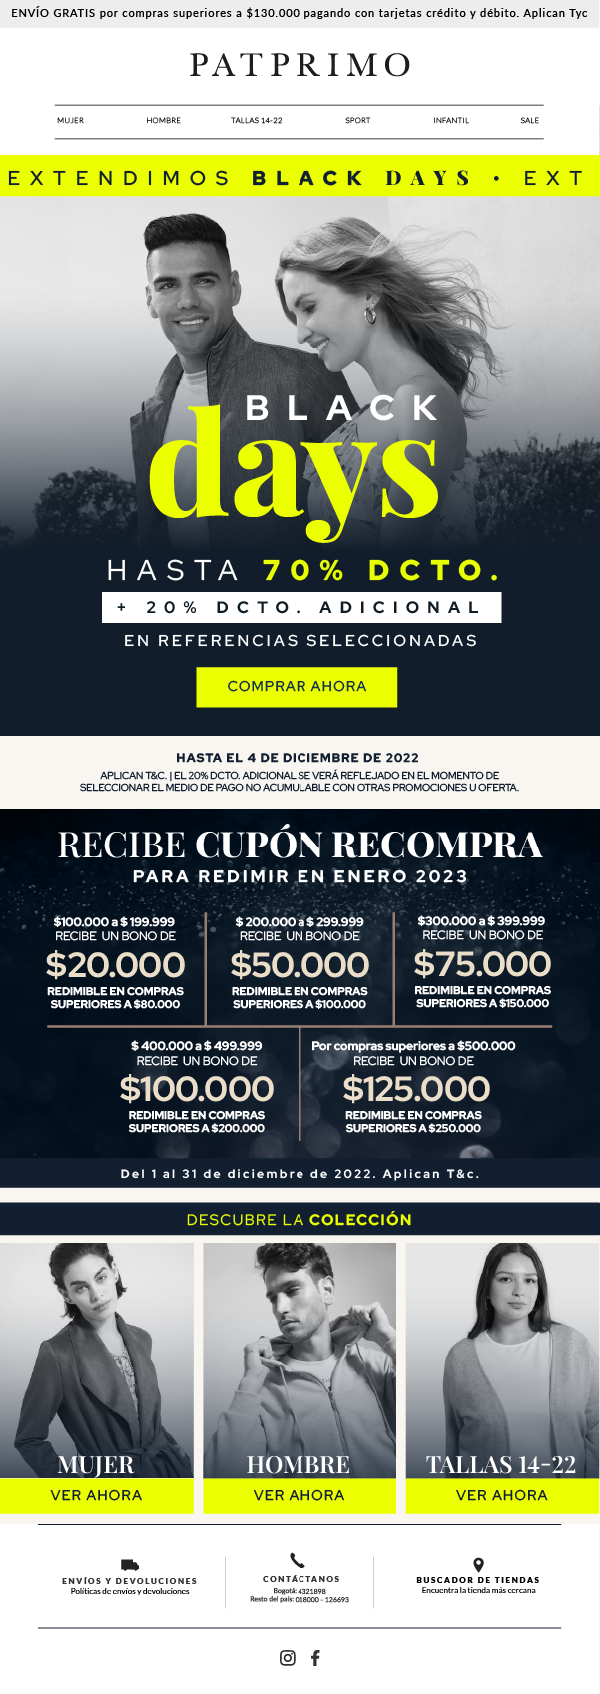 ENVÍO GRATIS por compras superiores a $130.000 pagando con tarjetas crédito y débito. Aplican Tyc
PATPRIMO
MUJER HOMBRE TALLAS 14-22 SPORT INFANTIL SALE
EXTENDIMOS BLACK DAYS • EXT
BLACK
days
HASTA 70% DCTO.
+ 20% DCTO. ADICIONAL
EN REFERENCIAS SELECCIONADAS
COMPRAR AHORA
HASTA EL 4 DE DICIEMBRE DE 2022
APLICAN T&C. | EL 20% DCTO. ADICIONAL SE VERÁ REFLEJADO EN EL MOMENTO DE
SELECCIONAR EL MEDIO DE PAGO NO ACUMULABLE CON OTRAS PROMOCIONES U OFERTA.
RECIBE CUPÓN RECOMPRA
PARA REDIMIR EN ENERO 2023
$100.000 a $ 199.999
RECIBE UN BONO DE
$20.000
REDIMIBLE EN COMPRAS
SUPERIORES A $80.000
$ 200.000 a $ 299.999
RECIBE UN BONO DE
$50.000
REDIMIBLE EN COMPRAS
SUPERIORES A $100.000
$300.000 a $ 399.999
RECIBE UN BONO DE
$75.000
REDIMIBLE EN COMPRAS
SUPERIORES A $150.000
$ 400.000 a $ 499.999
RECIBE UN BONO DE
$100.000
REDIMIBLE EN COMPRAS
SUPERIORES A $200.000
Por compras superiores a $500.000
RECIBE UN BONO DE
$125.000
REDIMIBLE EN COMPRAS
SUPERIORES A $250.000
Del 1 al 31 de diciembre de 2022. Aplican T&c.
DESCUBRE LA COLECCIÓN
MUJER
VER AHORA
HOMBRE
VER AHORA
TALLAS 14-22
VER AHORA
ENVÍOS Y DEVOLUCIONES
Políticas de envíos y devoluciones
CONTÁCTANOS
Bogotá: 4321898
Resto del país: 018000 - 126693
BUSCADOR DE TIENDAS
Encuentra la tienda más cercana